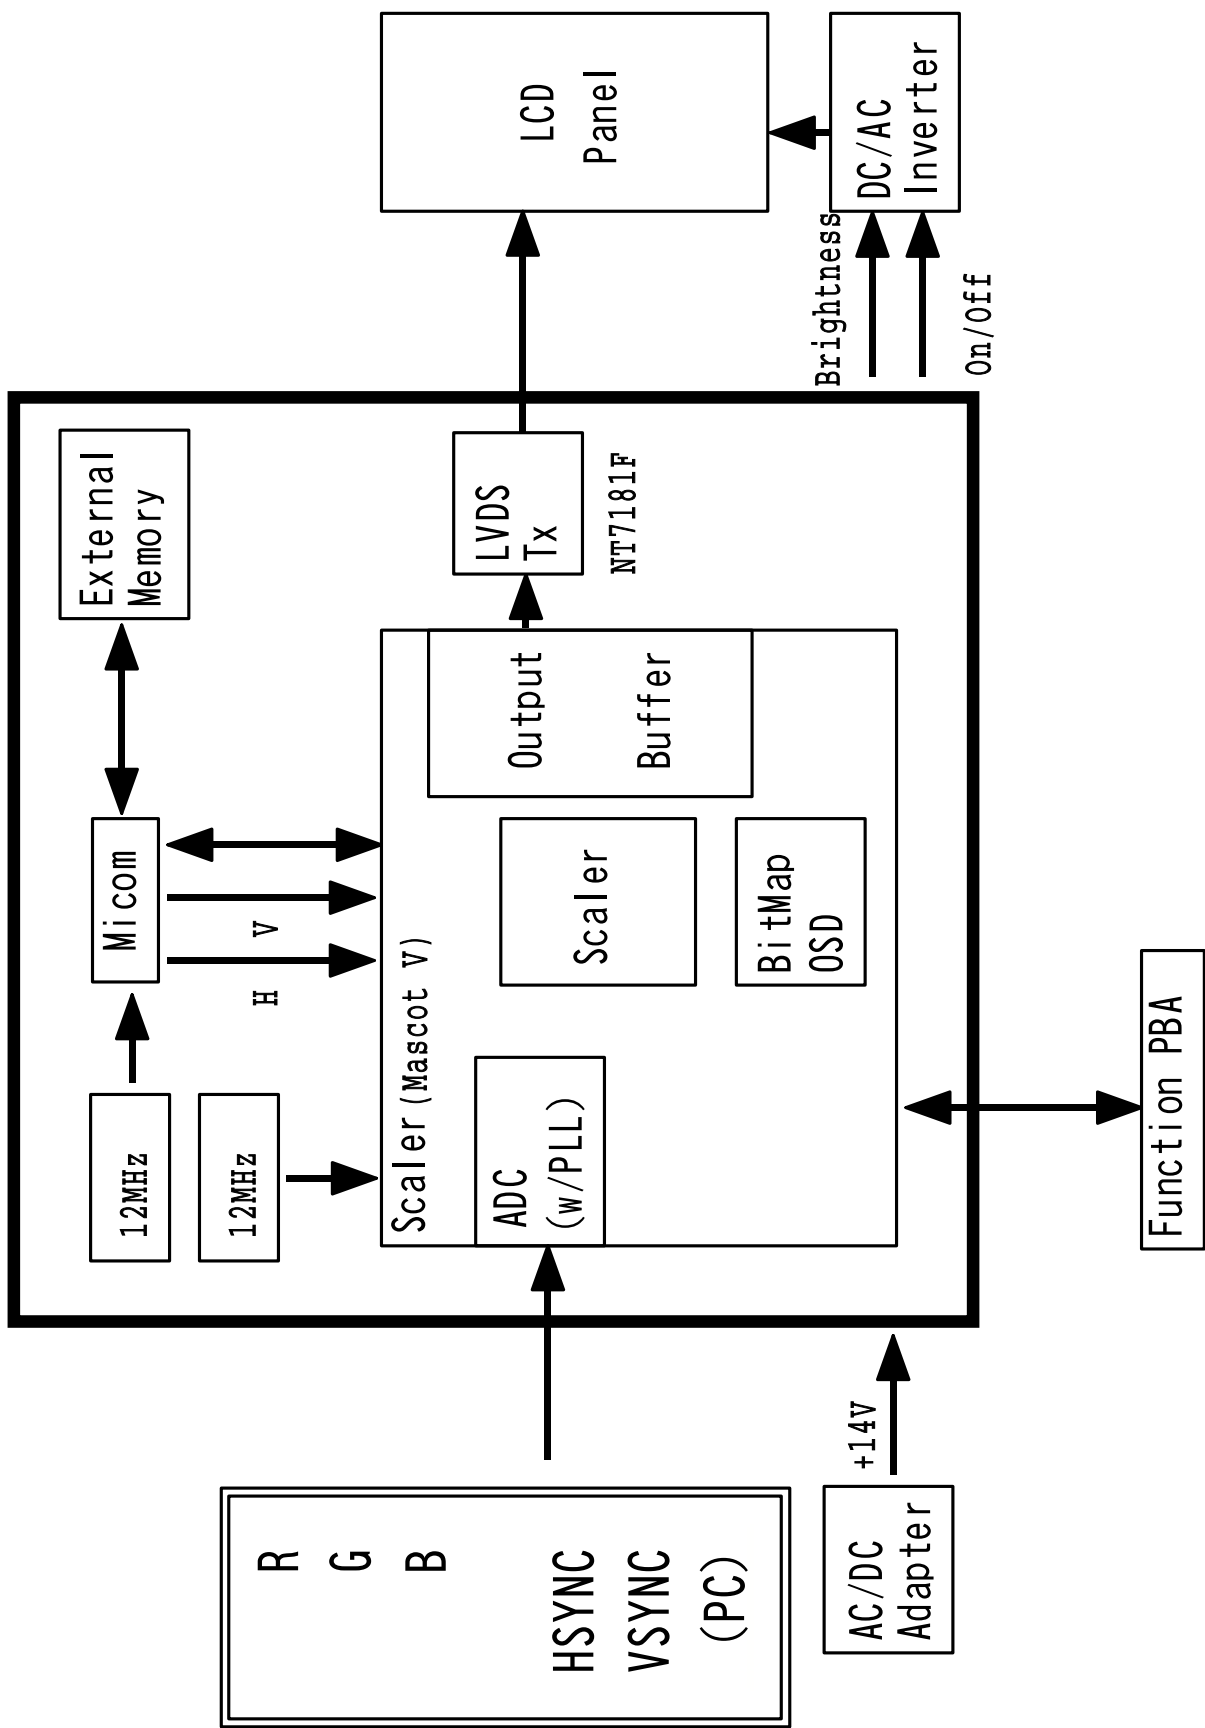 12MHz
12MHz
Micom
External
Memory
H V
Scaler(Mascot V)
ADC
(w/PLL)
Scaler
BitMap
OSD
Output
Buffer
LVDS
Tx
NT7181F
LCD
Panel
Brightness
On/Off
DC/AC
Inverter
R
G
B
HSYNC
VSYNC
(PC)
AC/DC
Adapter
+14V
Function PBA